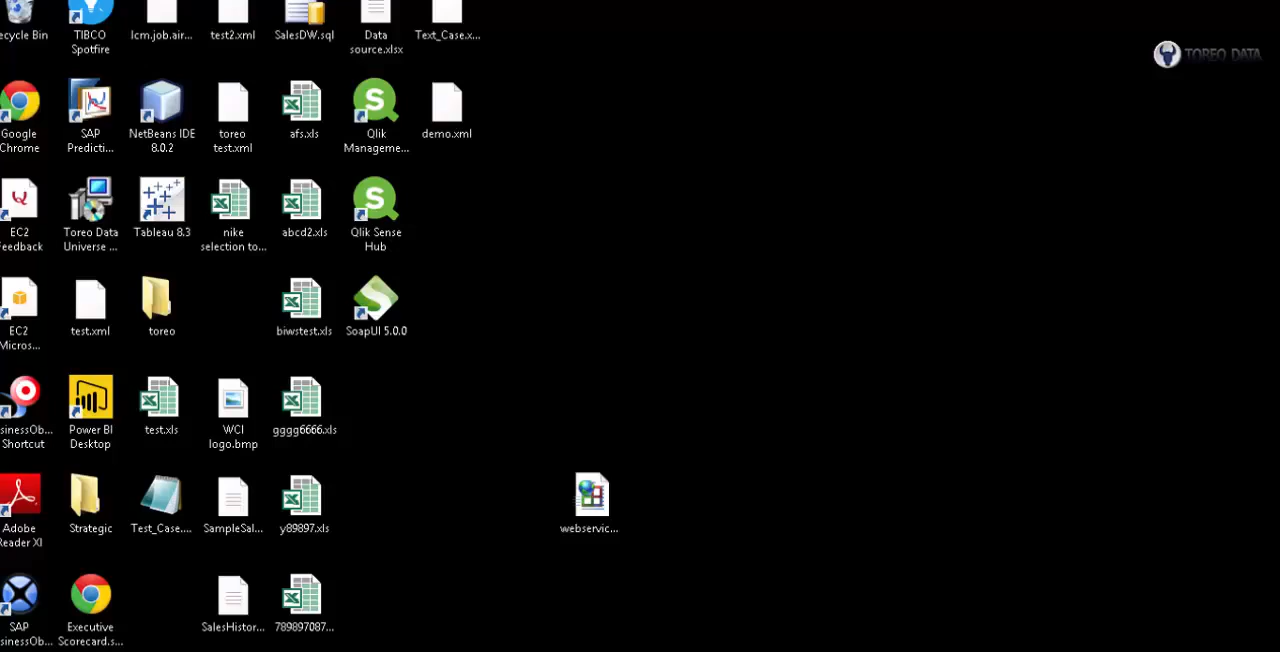 ecycle Bin
TIBCO
Spotfire
lcm.job.air...
test2.xml
SalesDW.sql
Data
source.xlsx
Text_Case.x...
TOREO DATA
Google
Chrome
SAP
Predicti...
NetBeans IDE
8.0.2
toreo
test.xml
afs.xls
Qlik
Manageme...
demo.xml
EC2
Feedback
Toreo Data
Universe ...
Tableau 8.3
nike
selection to...
abcd2.xls
Qlik Sense
Hub
EC2
Micros...
test.xml
toreo
biwstest.xls
SoapUI 5.0.0
sinessOb...
Shortcut
Power BI
Desktop
test.xls
WCI
logo.bmp
gggg6666.xls
Adobe
Reader XI
Strategic
Test_Case....
SampleSal...
y89897.xls
webservic...
SAP
sinessOb...
Executive
Scorecard.s...
SalesHistor...
789897087...